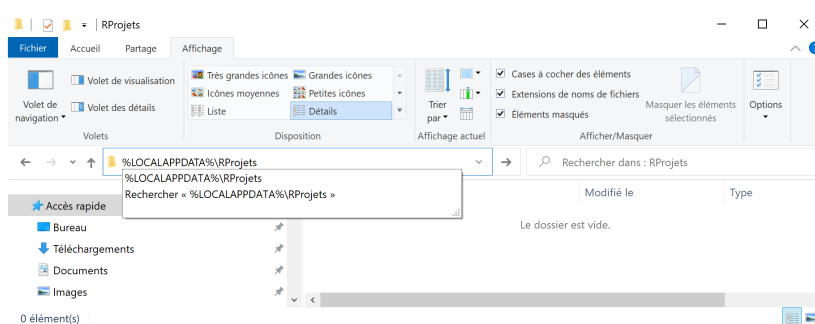 RProjets
Fichier Accueil Partage Affichage
Volet de navigation
Volet de visualisation
Volet des détails
Volets
Très grandes icônes Grandes icônes
Icônes moyennes Petites icônes
Liste Détails
Disposition
Trier par
Affichage actuel
Cases à cocher des éléments
Extensions de noms de fichiers
Éléments masqués
Masquer les éléments sélectionnés
Afficher/Masquer
Options
%LOCALAPPDATA%\RProjets
Rechercher dans : RProjets
%LOCALAPPDATA%\RProjets
Rechercher « %LOCALAPPDATA%\RProjets »
Modifié le Type
Accès rapide
Le dossier est vide.
Bureau
Téléchargements
Documents
Images
0 élément(s)